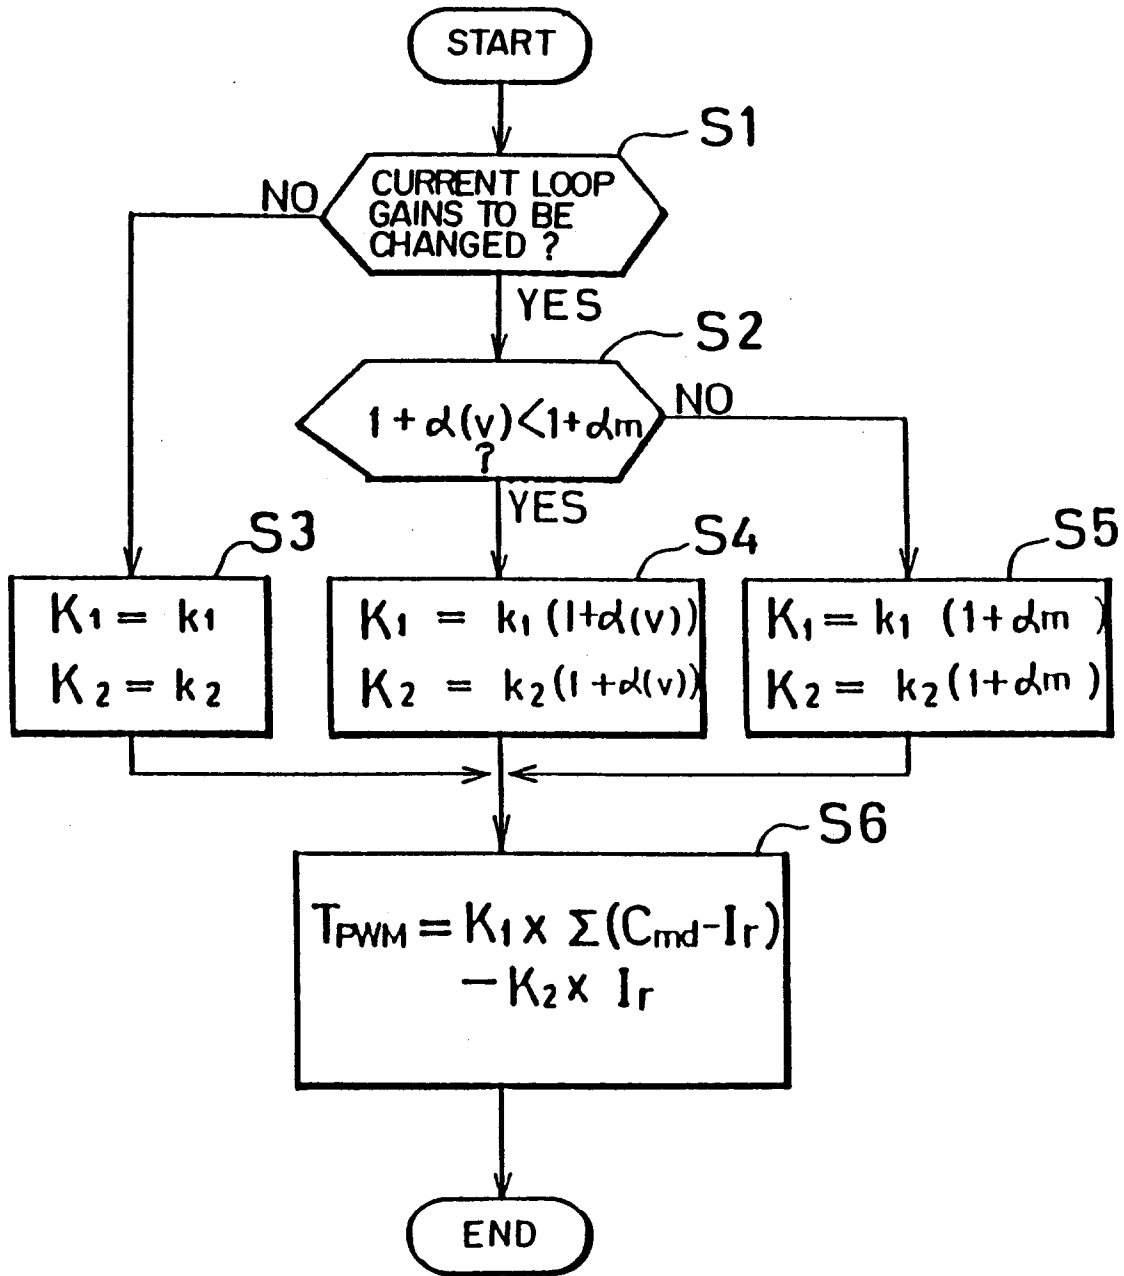 START
S1
NO
CURRENT LOOP
GAINS TO BE
CHANGED ?
YES
S2
NO
1 + α(v) < 1 + αm
?
YES
S3
K1 = k1
K2 = k2
S4
K1 = k1 (1+α(v))
K2 = k2 (1+α(v))
S5
K1 = k1 (1+αm)
K2 = k2 (1+αm)
S6
TPWM = K1 x Σ(Cmd-Ir)
- K2 x Ir
END